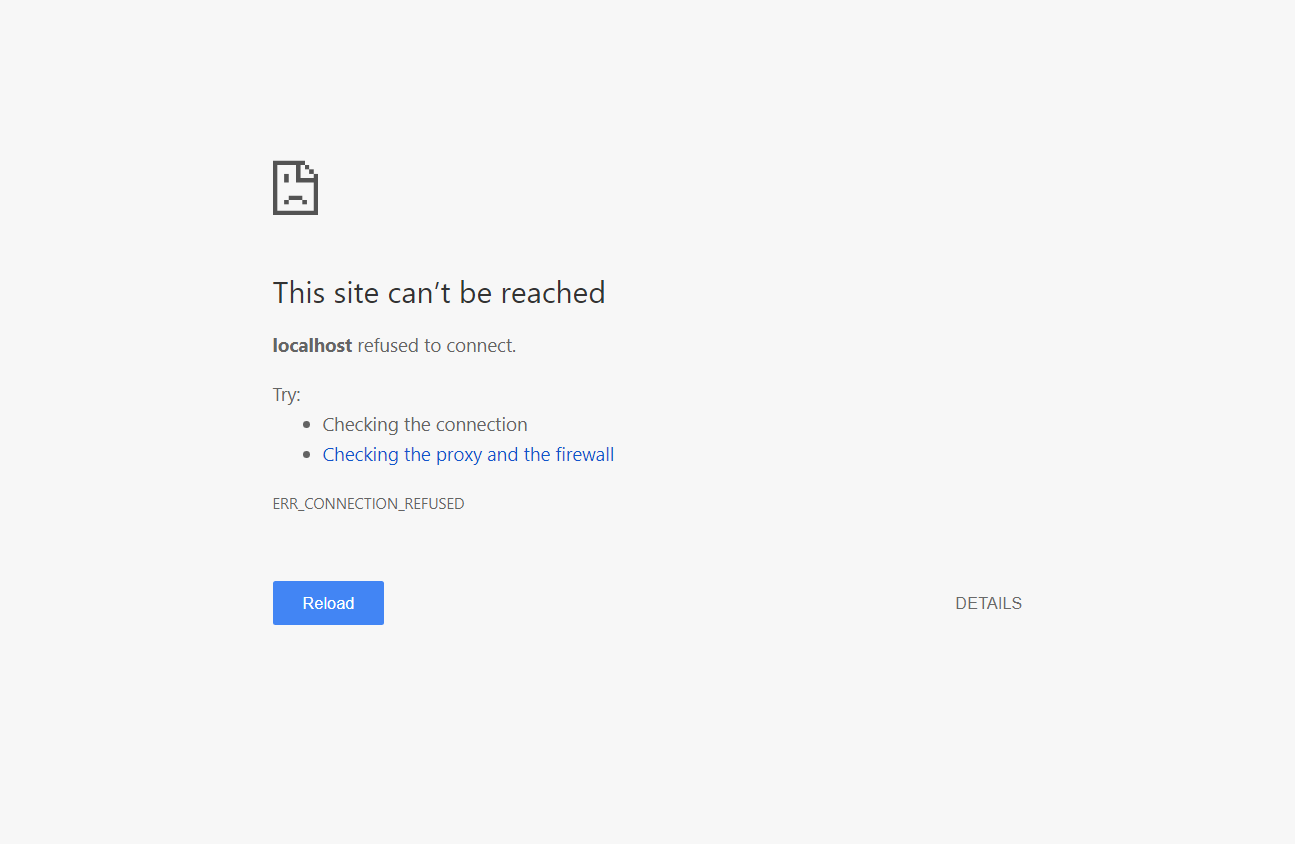 This site can’t be reached
localhost refused to connect.
Try:
Checking the connection
Checking the proxy and the firewall
ERR_CONNECTION_REFUSED
Reload
DETAILS